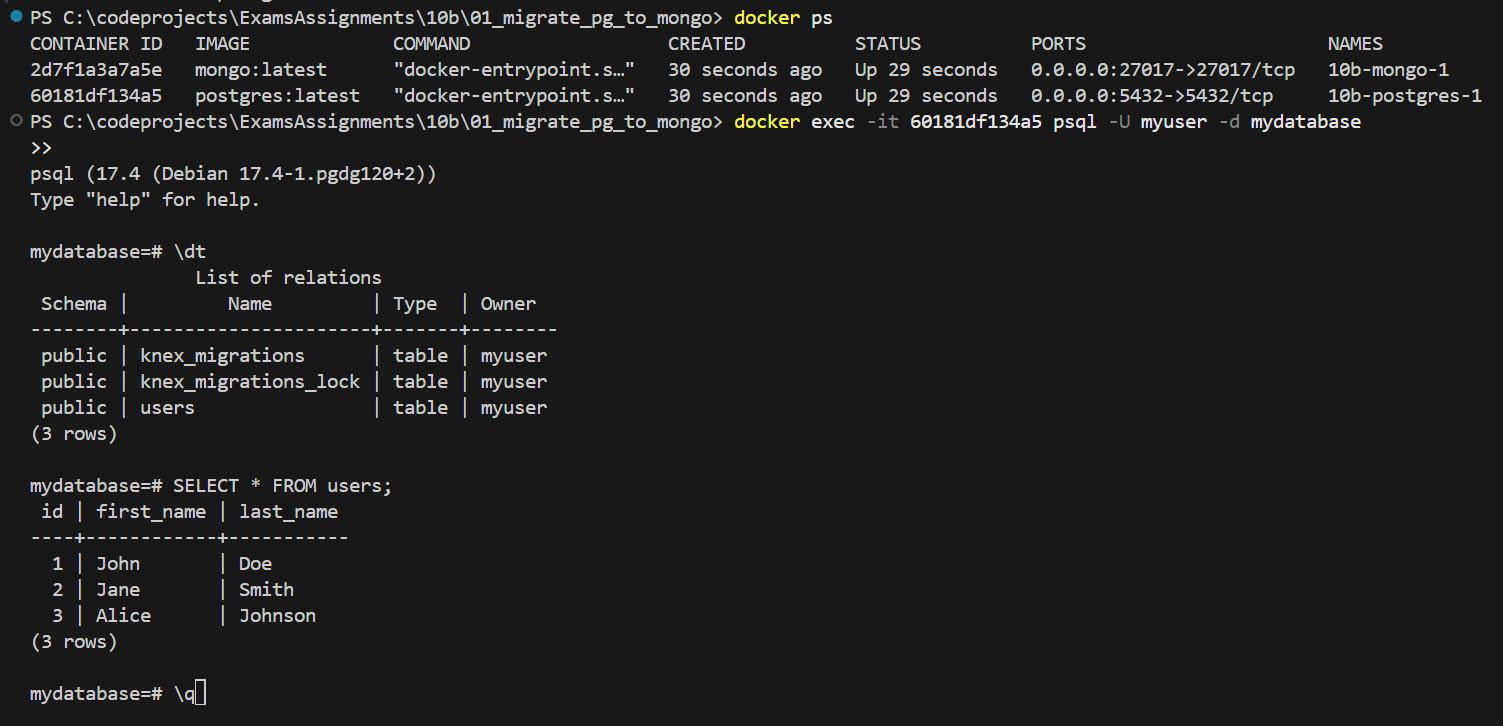 PS C:\codeprojects\ExamsAssignments\10b\01_migrate_pg_to_mongo> docker ps
CONTAINER ID   IMAGE             COMMAND                  CREATED          STATUS          PORTS                      NAMES
2d7f1a3a7a5e   mongo:latest      "docker-entrypoint.s…"   30 seconds ago   Up 29 seconds   0.0.0.0:27017->27017/tcp   10b-mongo-1
60181df134a5   postgres:latest   "docker-entrypoint.s…"   30 seconds ago   Up 29 seconds   0.0.0.0:5432->5432/tcp     10b-postgres-1
PS C:\codeprojects\ExamsAssignments\10b\01_migrate_pg_to_mongo> docker exec -it 60181df134a5 psql -U myuser -d mydatabase
>>
psql (17.4 (Debian 17.4-1.pgdg120+2))
Type "help" for help.

mydatabase=# \dt
               List of relations
 Schema |         Name         | Type  | Owner
--------+----------------------+-------+--------
 public | knex_migrations      | table | myuser
 public | knex_migrations_lock | table | myuser
 public | users                | table | myuser
(3 rows)

mydatabase=# SELECT * FROM users;
 id | first_name | last_name
----+------------+-----------
  1 | John       | Doe
  2 | Jane       | Smith
  3 | Alice      | Johnson
(3 rows)

mydatabase=# \q